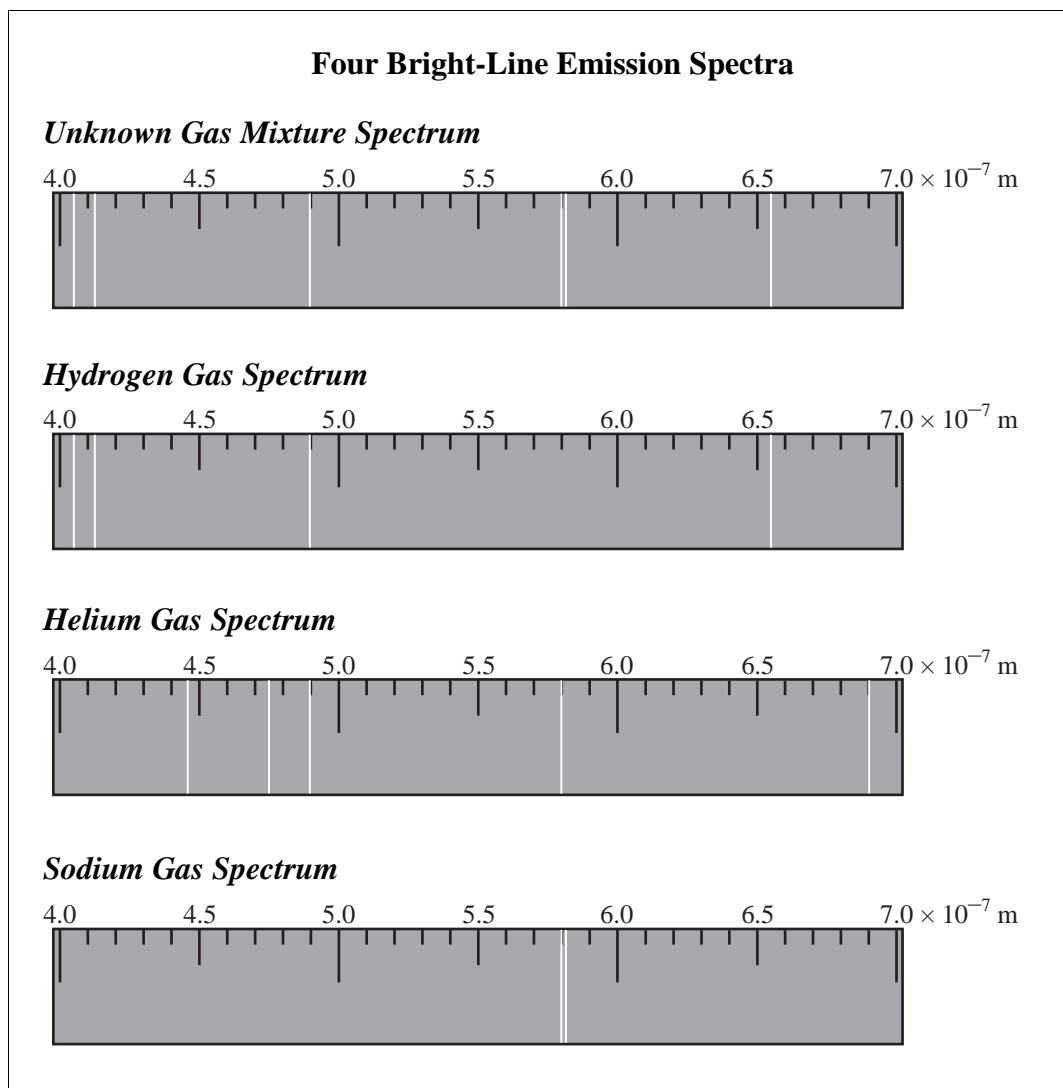 Four Bright-Line Emission Spectra
Unknown Gas Mixture Spectrum
4.0 4.5 5.0 5.5 6.0 6.5 7.0 × 10⁻⁷ m
Hydrogen Gas Spectrum
4.0 4.5 5.0 5.5 6.0 6.5 7.0 × 10⁻⁷ m
Helium Gas Spectrum
4.0 4.5 5.0 5.5 6.0 6.5 7.0 × 10⁻⁷ m
Sodium Gas Spectrum
4.0 4.5 5.0 5.5 6.0 6.5 7.0 × 10⁻⁷ m